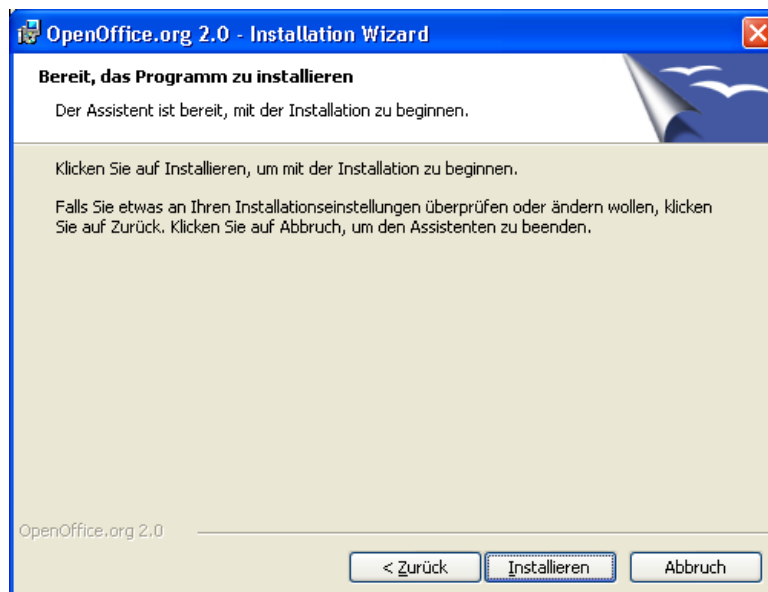 OpenOffice.org 2.0 - Installation Wizard
Bereit, das Programm zu installieren
Der Assistent ist bereit, mit der Installation zu beginnen.
Klicken Sie auf Installieren, um mit der Installation zu beginnen.
Falls Sie etwas an Ihren Installationseinstellungen überprüfen oder ändern wollen, klicken
Sie auf Zurück. Klicken Sie auf Abbruch, um den Assistenten zu beenden.
OpenOffice.org 2.0
< Zurück Installieren Abbruch